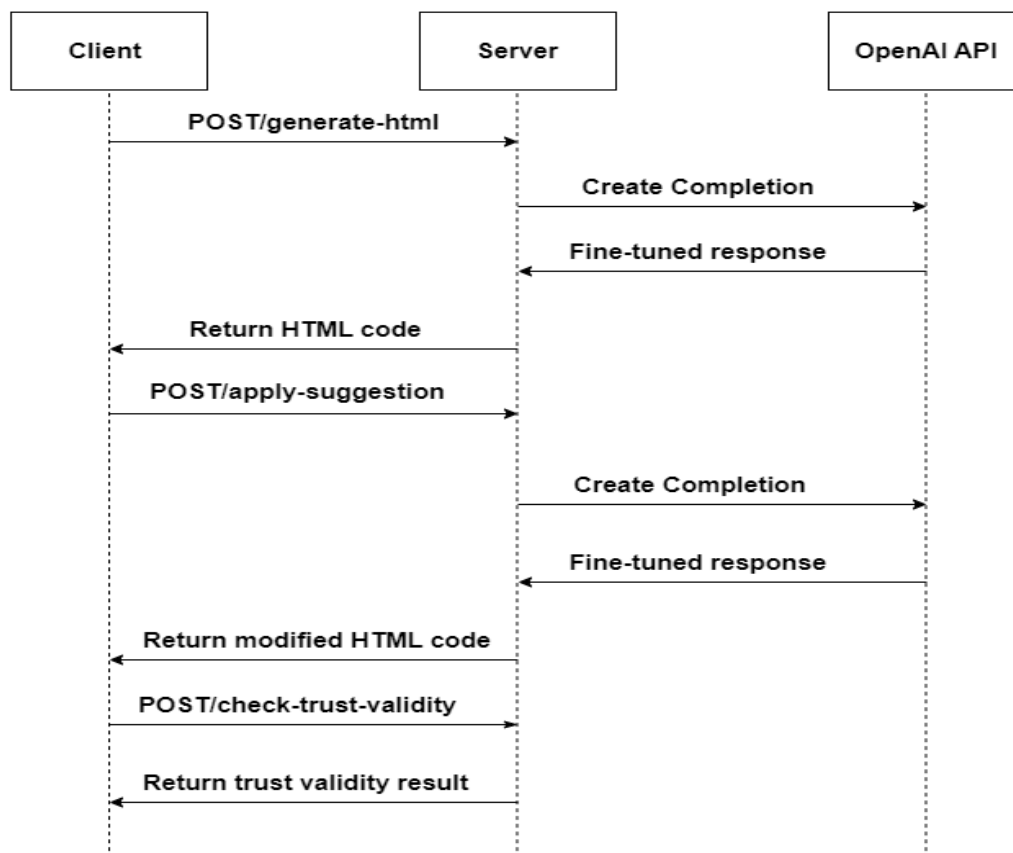 Client
Server
OpenAI API
POST/generate-html
Create Completion
Fine-tuned response
Return HTML code
POST/apply-suggestion
Create Completion
Fine-tuned response
Return modified HTML code
POST/check-trust-validity
Return trust validity result